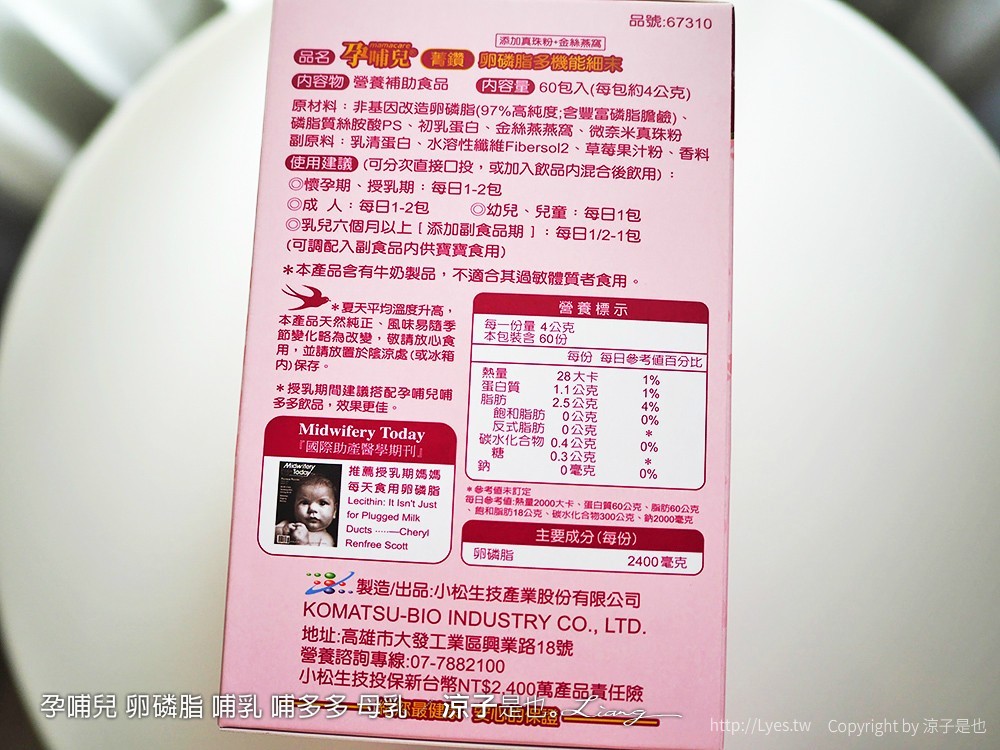 品號:67310
添加真珠粉+金絲燕窩
品名 孕哺兒 mamacare 菁鑽 卵磷脂多機能細末
內容物 營養補助食品 內容量 60包入(每包約4公克)
原材料：非基因改造卵磷脂(97%高純度;含豐富磷脂膽鹼)、
磷脂質絲胺酸PS、初乳蛋白、金絲燕燕窩、微奈米真珠粉
副原料：乳清蛋白、水溶性纖維Fibersol2、草莓果汁粉、香料
使用建議 (可分次直接口投，或加入飲品內混合後飲用)：
◎懷孕期、授乳期：每日1-2包
◎成 人：每日1-2包 ◎幼兒、兒童：每日1包
◎乳兒六個月以上 [ 添加副食品期 ]：每日1/2-1包
(可調配入副食品內供寶寶食用)
＊本產品含有牛奶製品，不適合其過敏體質者食用。
＊夏天平均溫度升高，
本產品天然純正、風味易隨季
節變化略為改變，敬請放心食
用，並請放置於陰涼處(或冰箱
內)保存。
＊授乳期間建議搭配孕哺兒哺
多多飲品，效果更佳。
Midwifery Today
『國際助產醫學期刊』
Midwifery
Today
推薦授乳期媽媽
每天食用卵磷脂
Lecithin: It Isn't Just
for Plugged Milk
Ducts ······—Cheryl
Renfree Scott
營養標示
每一份量 4公克
本包裝含 60份
每份 每日參考值百分比
熱量 28大卡 1%
蛋白質 1.1公克 1%
脂肪 2.5公克 4%
飽和脂肪 0公克 0%
反式脂肪 0公克 ＊
碳水化合物 0.4公克 0%
糖 0.3公克 ＊
鈉 0毫克 0%
＊參考值未訂定
每日參考值:熱量2000大卡、蛋白質60公克、脂肪60公克
、飽和脂肪18公克、碳水化合物300公克、鈉2000毫克
主要成分(每份)
卵磷脂 2400毫克
製造/出品:小松生技產業股份有限公司
KOMATSU-BIO INDUSTRY CO., LTD.
地址:高雄市大發工業區興業路18號
營養諮詢專線:07-7882100
小松生技投保新台幣NT$2,400萬產品責任險
孕哺兒 卵磷脂 哺乳 哺多多 母乳 涼子是也。Liang
http://Lyes.tw Copyright by 涼子是也